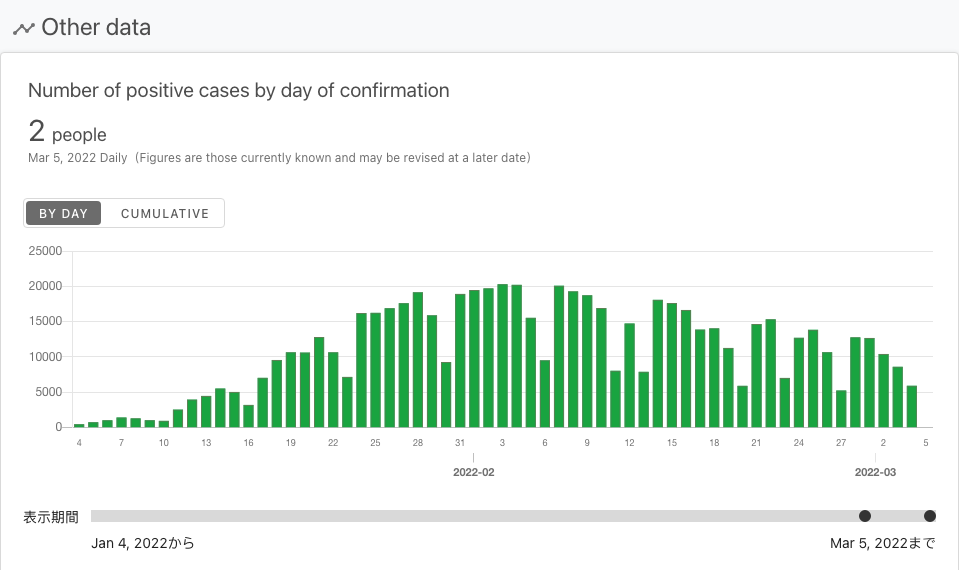 Other data
Number of positive cases by day of confirmation
2 people
Mar 5, 2022 Daily（Figures are those currently known and may be revised at a later date）
BY DAY CUMULATIVE
25000
20000
15000
10000
5000
0
4 7 10 13 16 19 22 25 28 31 3 6 9 12 15 18 21 24 27 2 5
2022-02 2022-03
表示期間
Jan 4, 2022から Mar 5, 2022まで